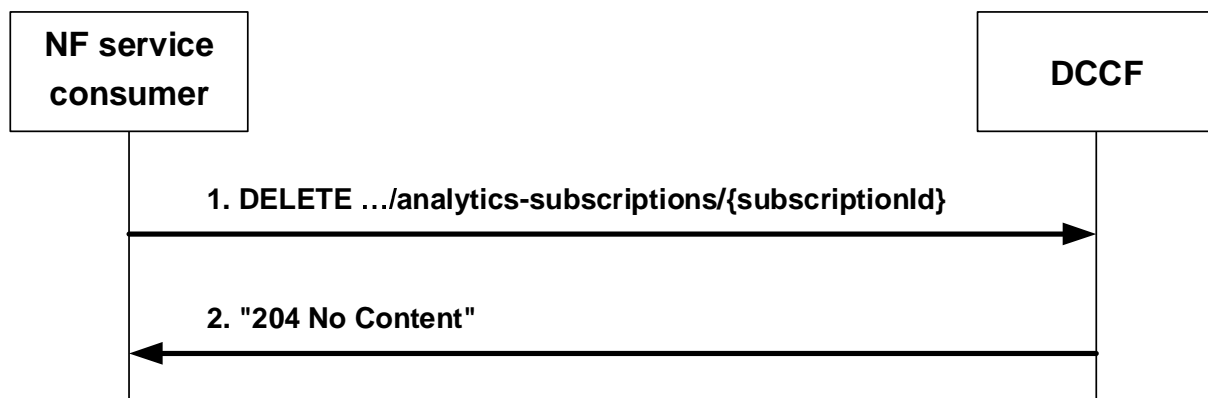 NF service
consumer
DCCF
1. DELETE …/analytics-subscriptions/{subscriptionId}
2. "204 No Content"